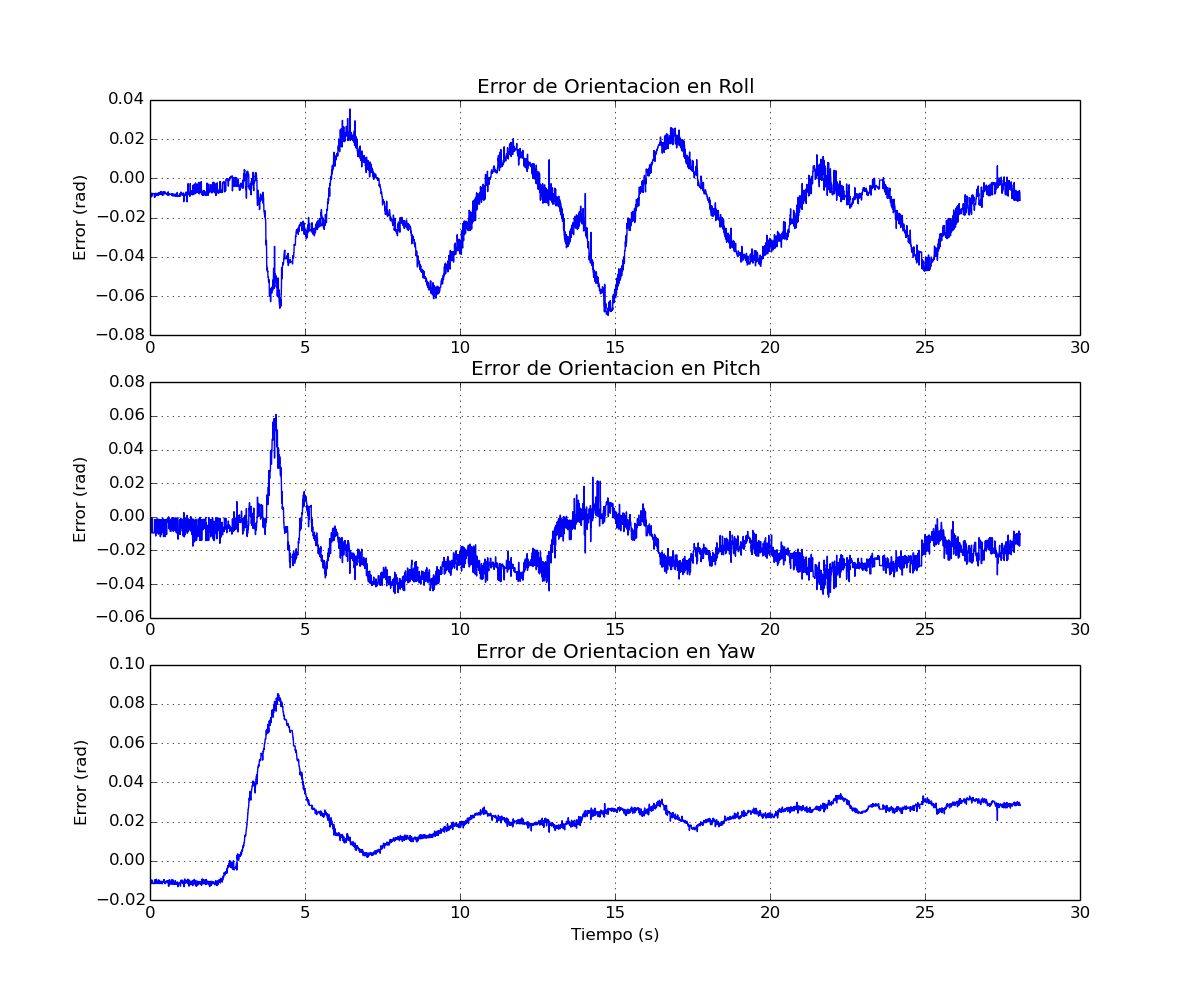 Error de Orientacion en Roll
0.04
0.02
0.00
−0.02
−0.04
−0.06
−0.08
Error (rad)
0 5 10 15 20 25 30
Error de Orientacion en Pitch
0.08
0.06
0.04
0.02
0.00
−0.02
−0.04
−0.06
Error (rad)
0 5 10 15 20 25 30
Error de Orientacion en Yaw
0.10
0.08
0.06
0.04
0.02
0.00
−0.02
Error (rad)
0 5 10 15 20 25 30
Tiempo (s)